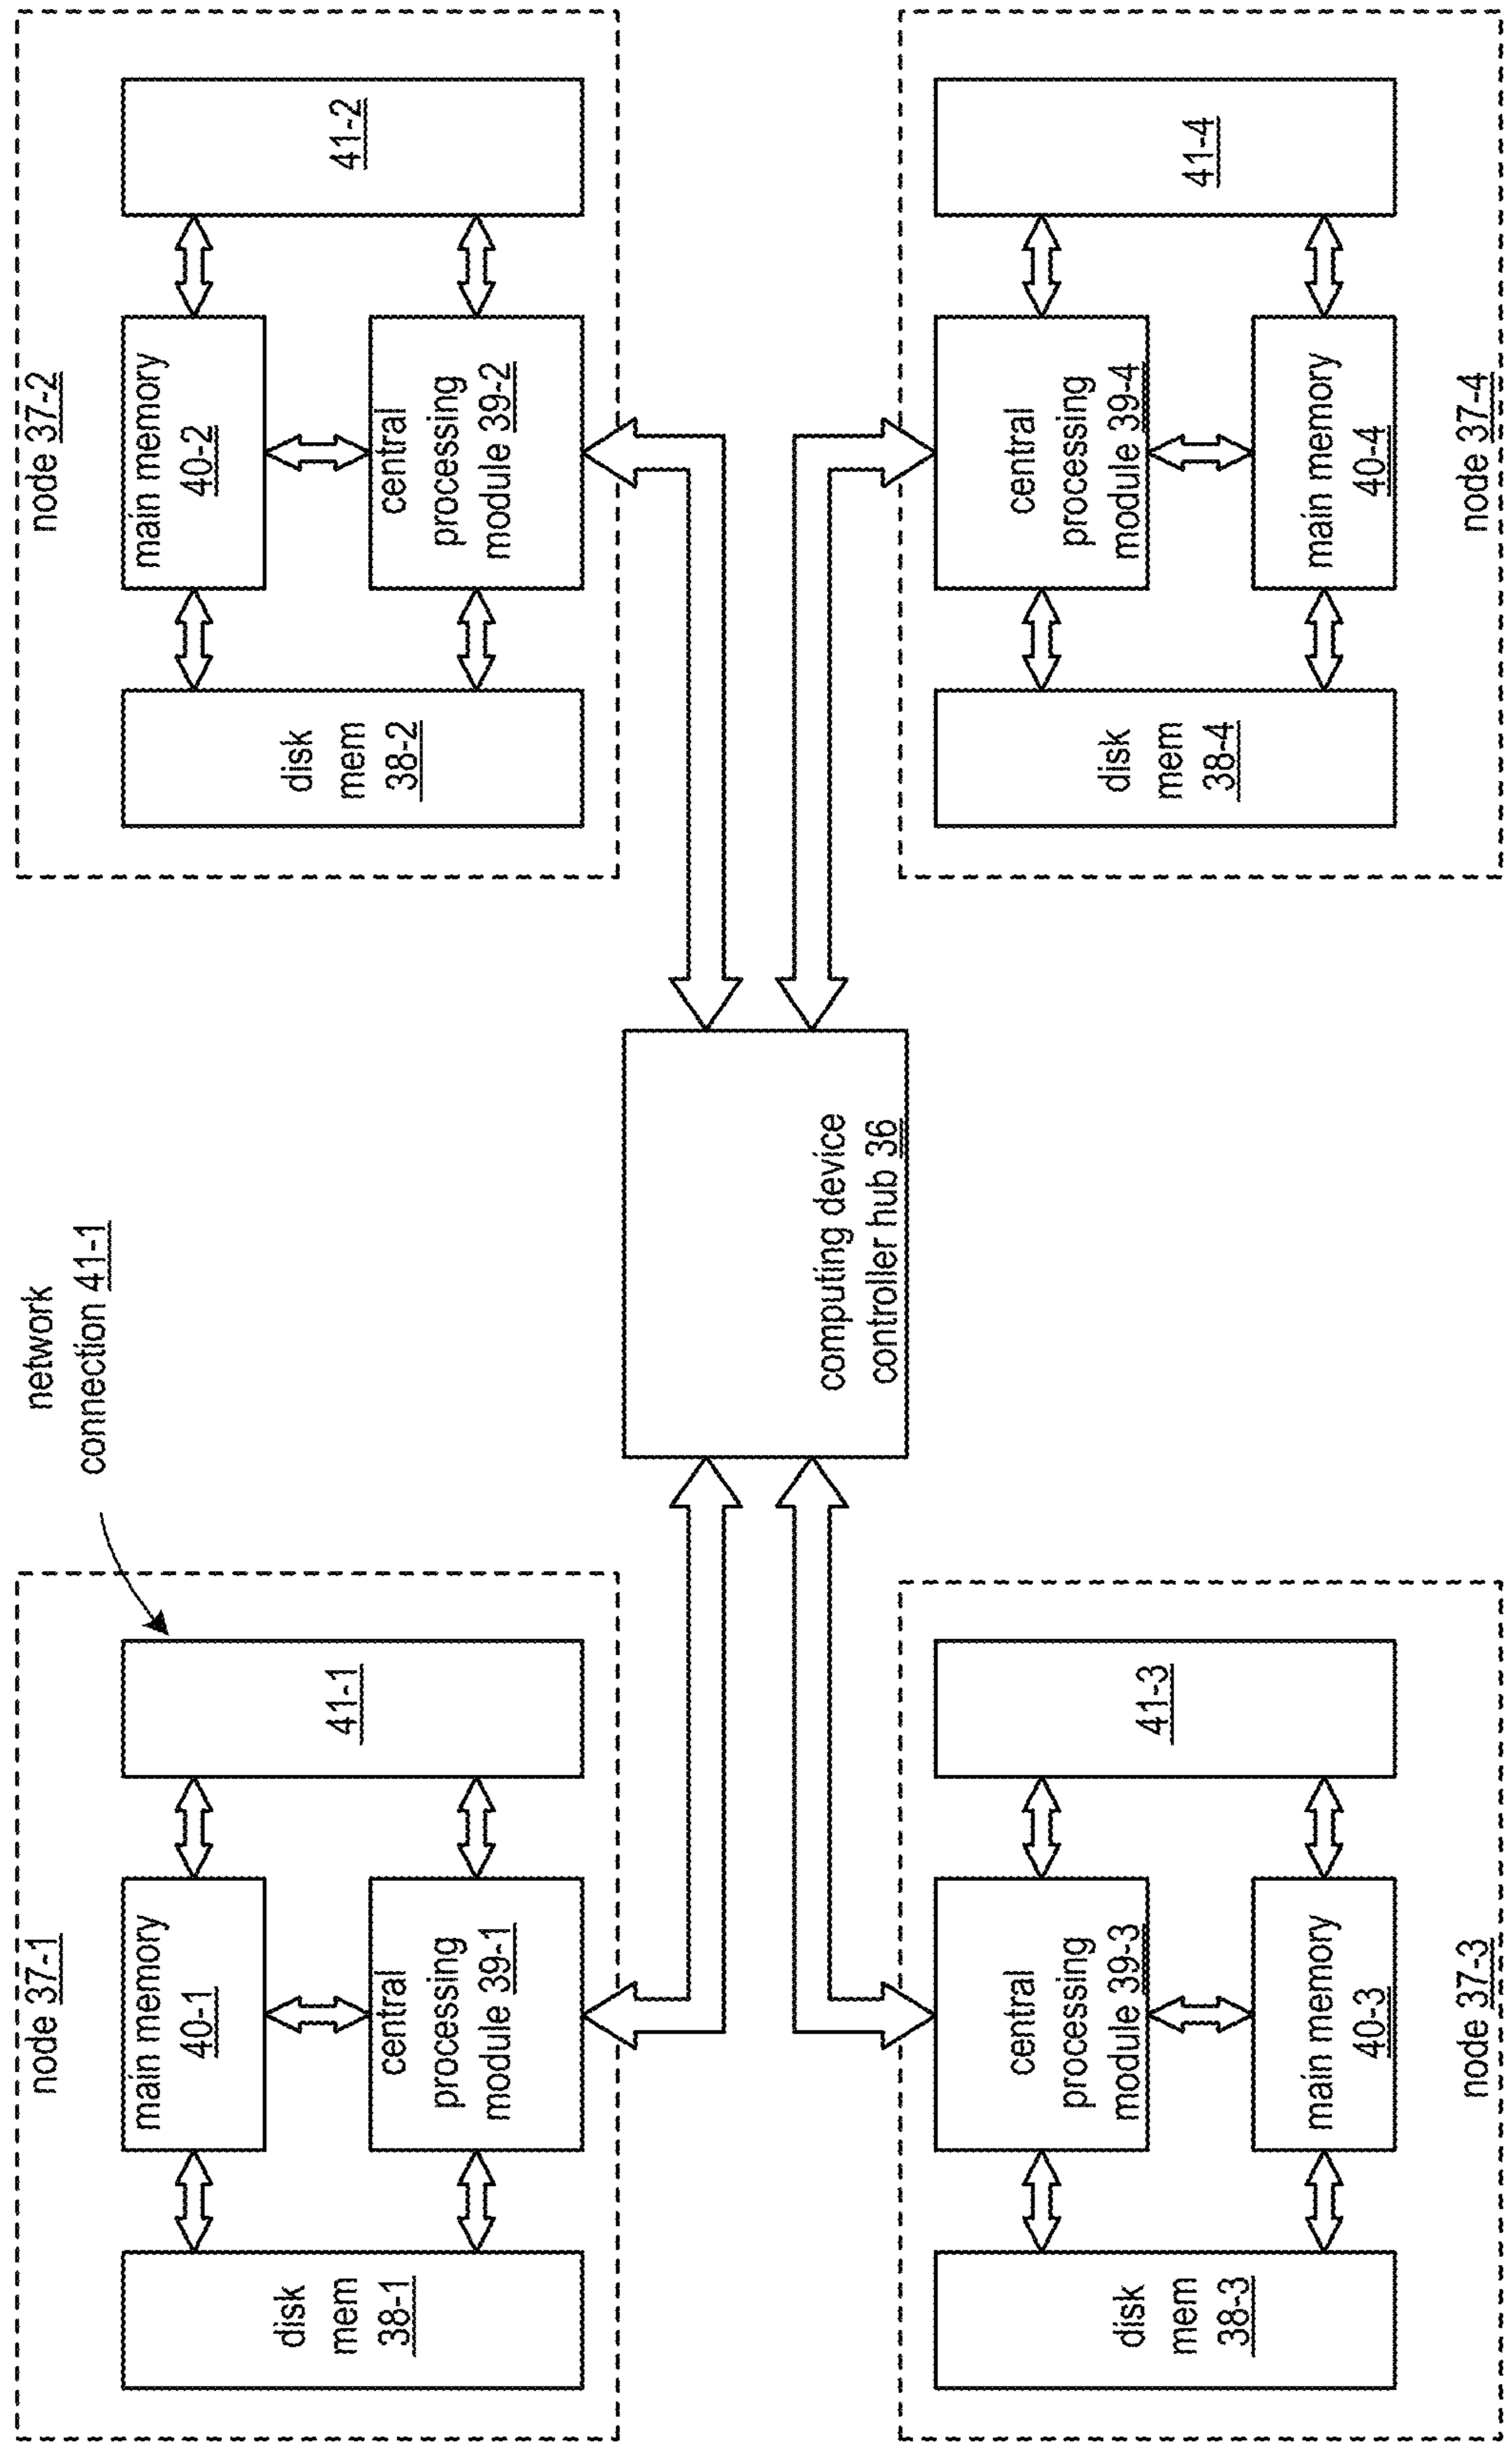 node 37-1
main memory
40-1
disk
mem
38-1
central
processing
module 39-1
41-1
network
connection 41-1
node 37-2
main memory
40-2
disk
mem
38-2
central
processing
module 39-2
41-2
computing device
controller hub 36
disk
mem
38-3
central
processing
module 39-3
main memory
40-3
41-3
node 37-3
disk
mem
38-4
central
processing
module 39-4
main memory
40-4
41-4
node 37-4